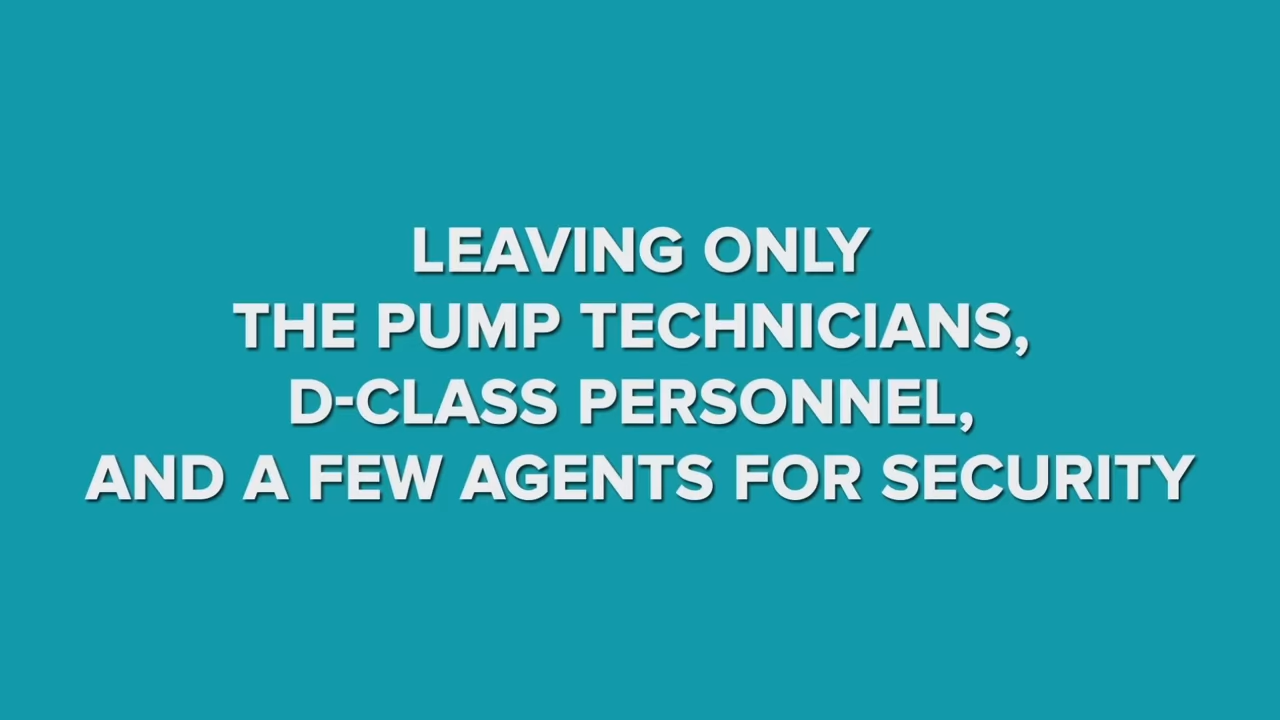 LEAVING ONLY
THE PUMP TECHNICIANS,
D-CLASS PERSONNEL,
AND A FEW AGENTS FOR SECURITY